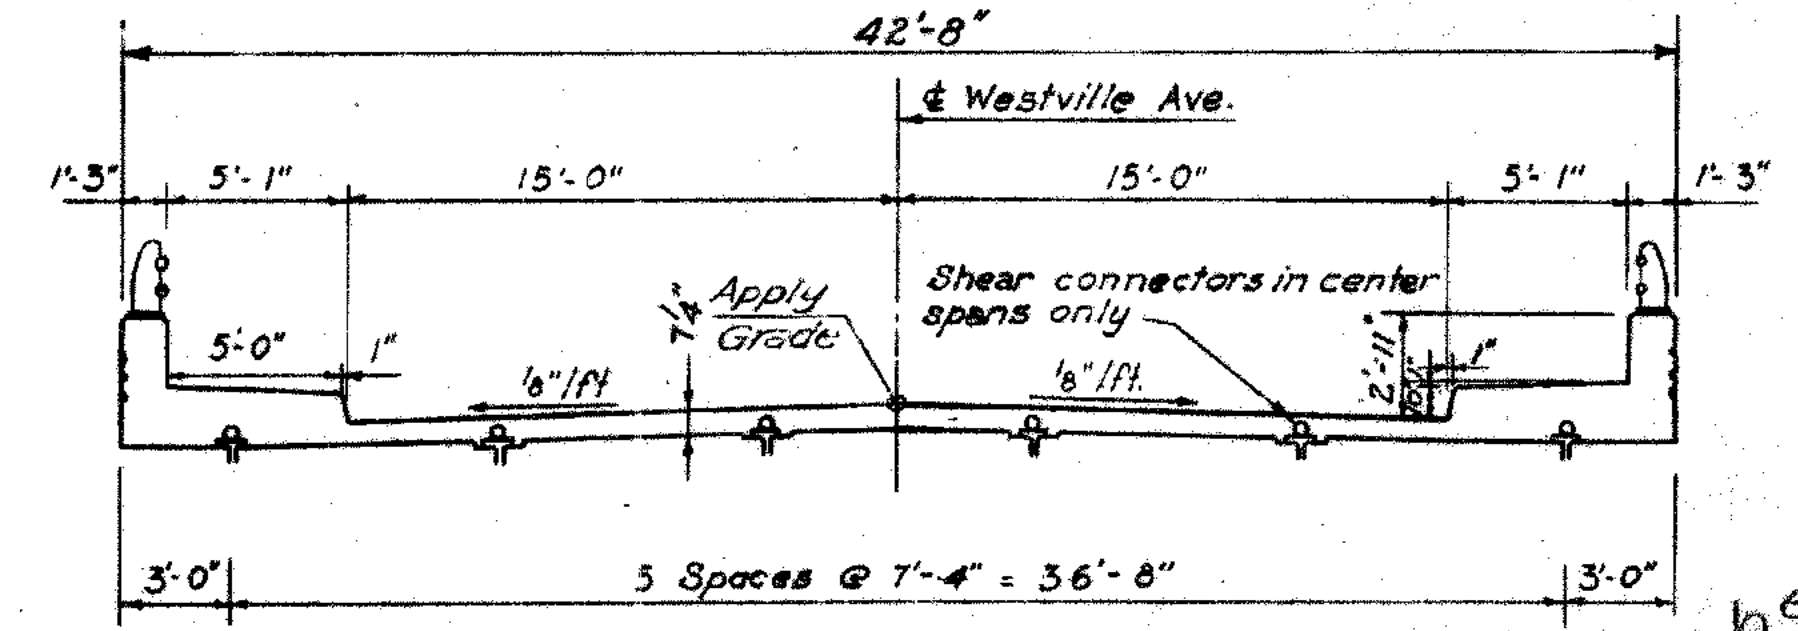 42'-8"
℄ Westville Ave.
1'-3" 5'-1" 15'-0" 15'-0" 5'-1" 1'-3"
Apply
Grade
7 1/4"
Shear connectors in center
spans only
5'-0" 1"
1/8"/ft 1/8"/ft.
2'-11"
1"
3'-0" 5 Spaces @ 7'-4" = 36'-8" 3'-0"